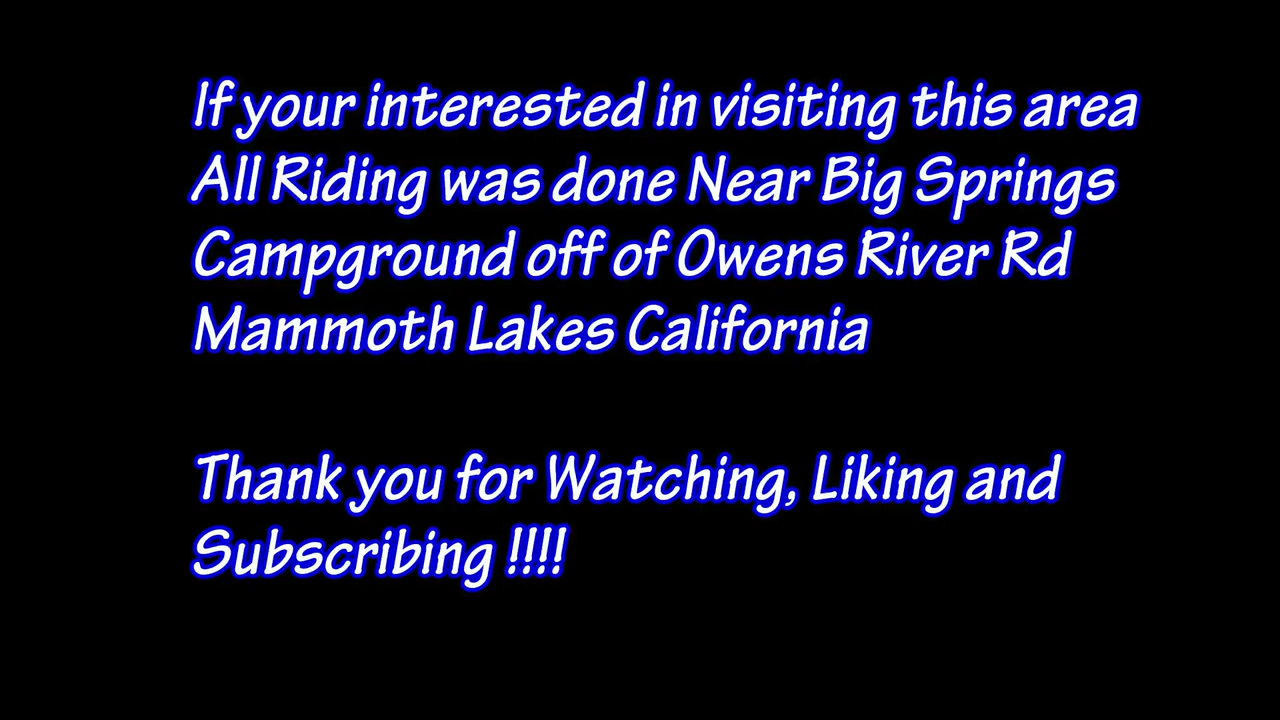 If your interested in visiting this area
All Riding was done Near Big Springs
Campground off of Owens River Rd
Mammoth Lakes California
Thank you for Watching, Liking and
Subscribing !!!!